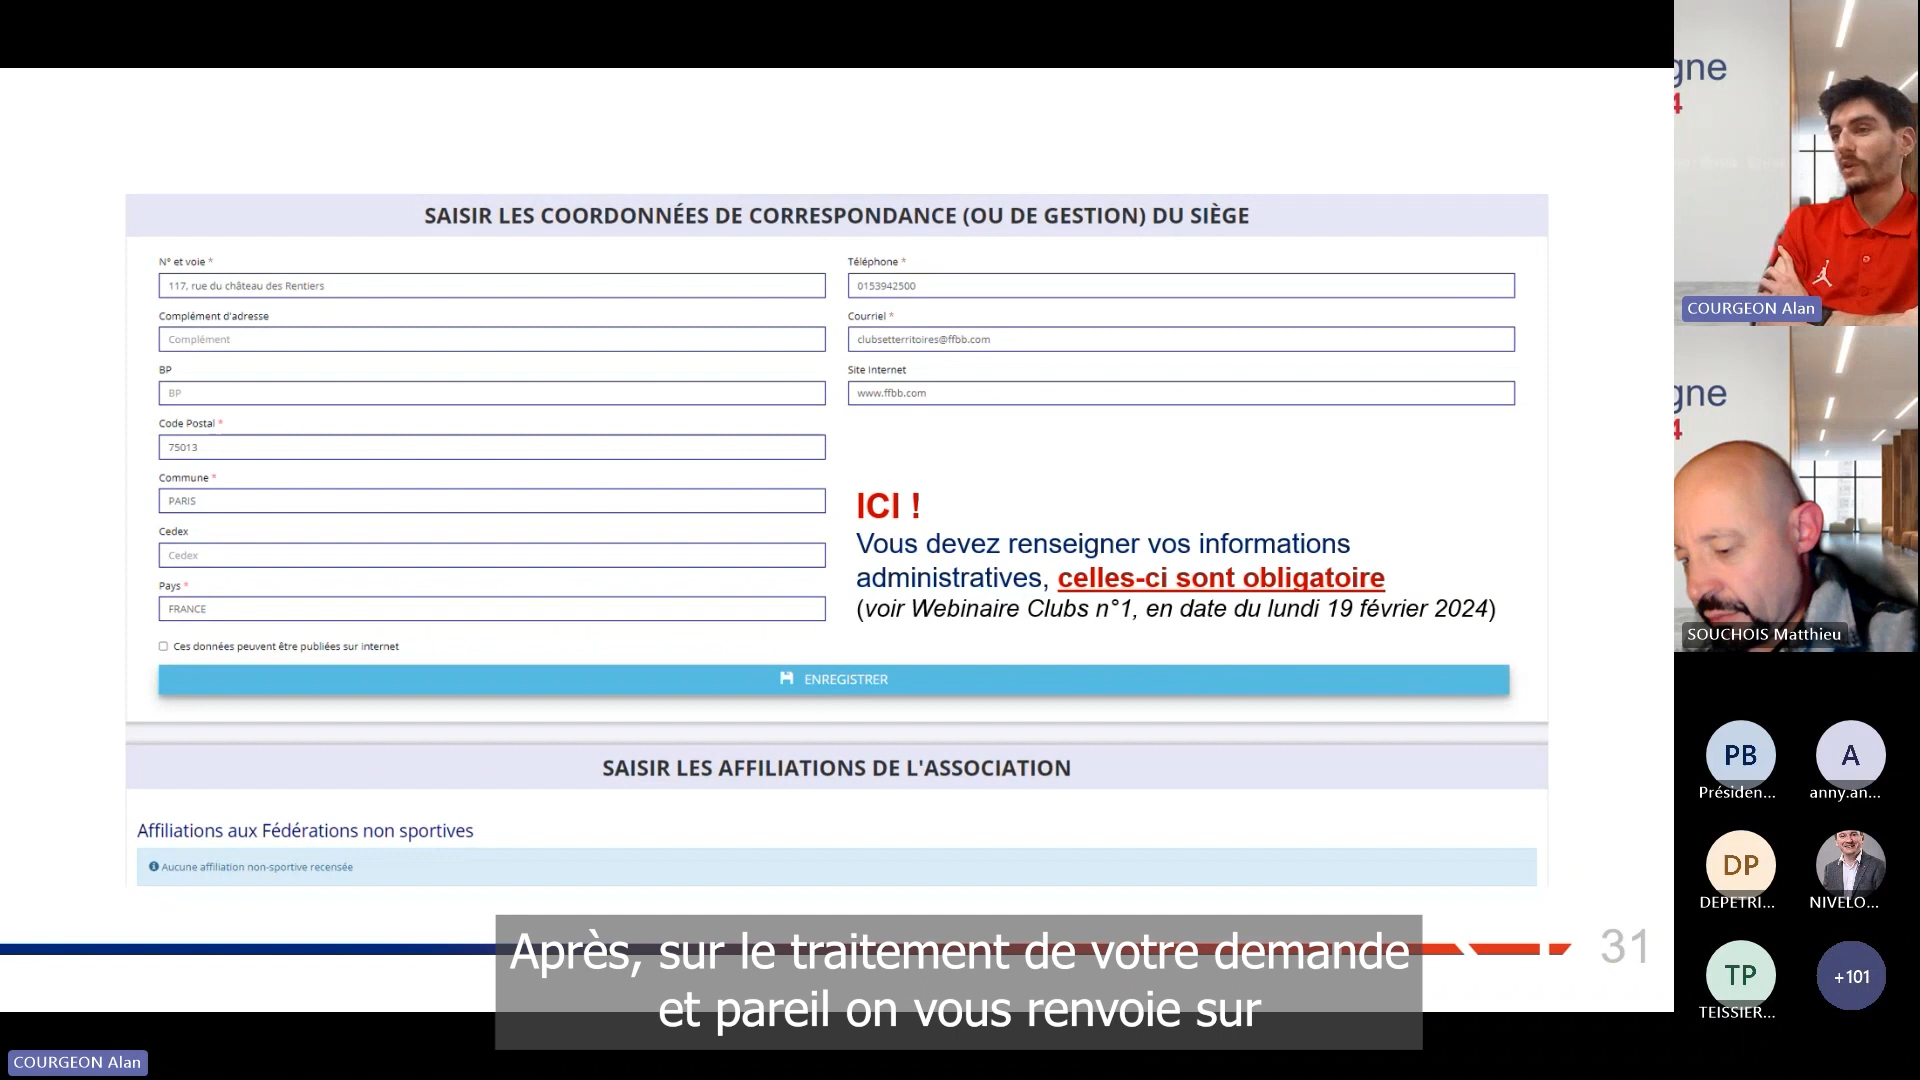 SAISIR LES COORDONNÉES DE CORRESPONDANCE (OU DE GESTION) DU SIÈGE
N° et voie *
117, rue du château des Rentiers
Complément d'adresse
Complément
BP
BP
Code Postal *
75013
Commune *
PARIS
Cedex
Cedex
Pays *
FRANCE
Ces données peuvent être publiées sur Internet
Téléphone *
0153942500
Courriel *
clubsetterritoires@ffbb.com
Site Internet
www.ffbb.com
ICI !
Vous devez renseigner vos informations
administratives, celles-ci sont obligatoire
(voir Webinaire Clubs n°1, en date du lundi 19 février 2024)
ENREGISTRER
SAISIR LES AFFILIATIONS DE L'ASSOCIATION
Affiliations aux Fédérations non sportives
Aucune affiliation non-sportive recensée
31
Après, sur le traitement de votre demande
et pareil on vous renvoie sur
COURGEON Alan
gne
4
COURGEON Alan
gne
4
SOUCHOIS Matthieu
PB
Présiden...
A
anny.an...
DP
DEPETRI...
NIVELO...
TP
TEISSIER...
+101